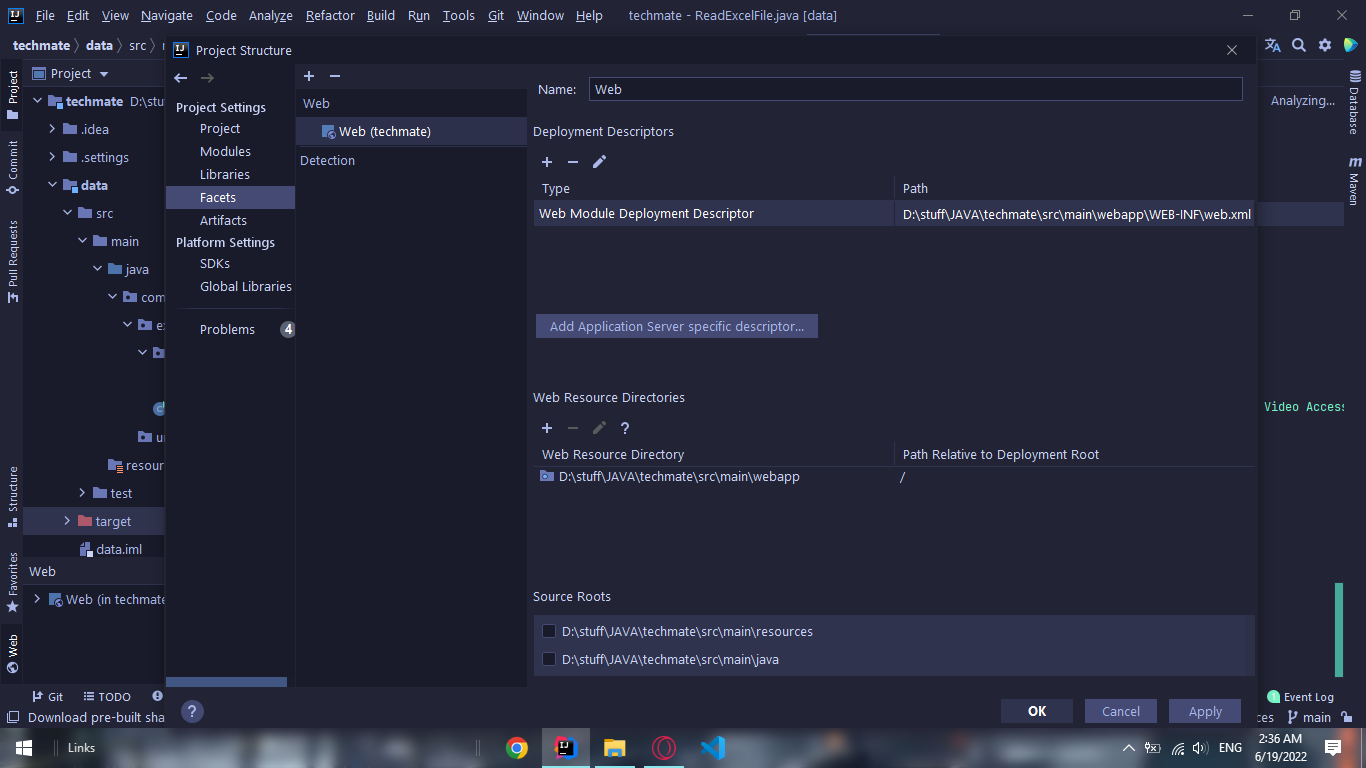 File Edit View Navigate Code Analyze Refactor Build Run Tools Git Window Help techmate - ReadExcelFile.java [data]
techmate data src
Project Structure
Project
Project Settings
Project
Modules
Libraries
Facets
Artifacts
Platform Settings
SDKs
Global Libraries
Problems 4
Web
Web (techmate)
Detection
Name: Web
Deployment Descriptors
Type Path
Web Module Deployment Descriptor D:\stuff\JAVA\techmate\src\main\webapp\WEB-INF\web.xml
Add Application Server specific descriptor...
Web Resource Directories
Web Resource Directory Path Relative to Deployment Root
D:\stuff\JAVA\techmate\src\main\webapp /
Source Roots
D:\stuff\JAVA\techmate\src\main\resources
D:\stuff\JAVA\techmate\src\main\java
OK Cancel Apply
Project
Commit
Pull Requests
Structure
Favorites
Web
techmate D:\stu
.idea
.settings
data
src
main
java
com
resour
test
target
data.iml
Web
Web (in techmate
Analyzing...
Video Access
Database
Maven
Git TODO
Event Log
Download pre-built sha
ces main
Links
ENG
2:36 AM
6/19/2022